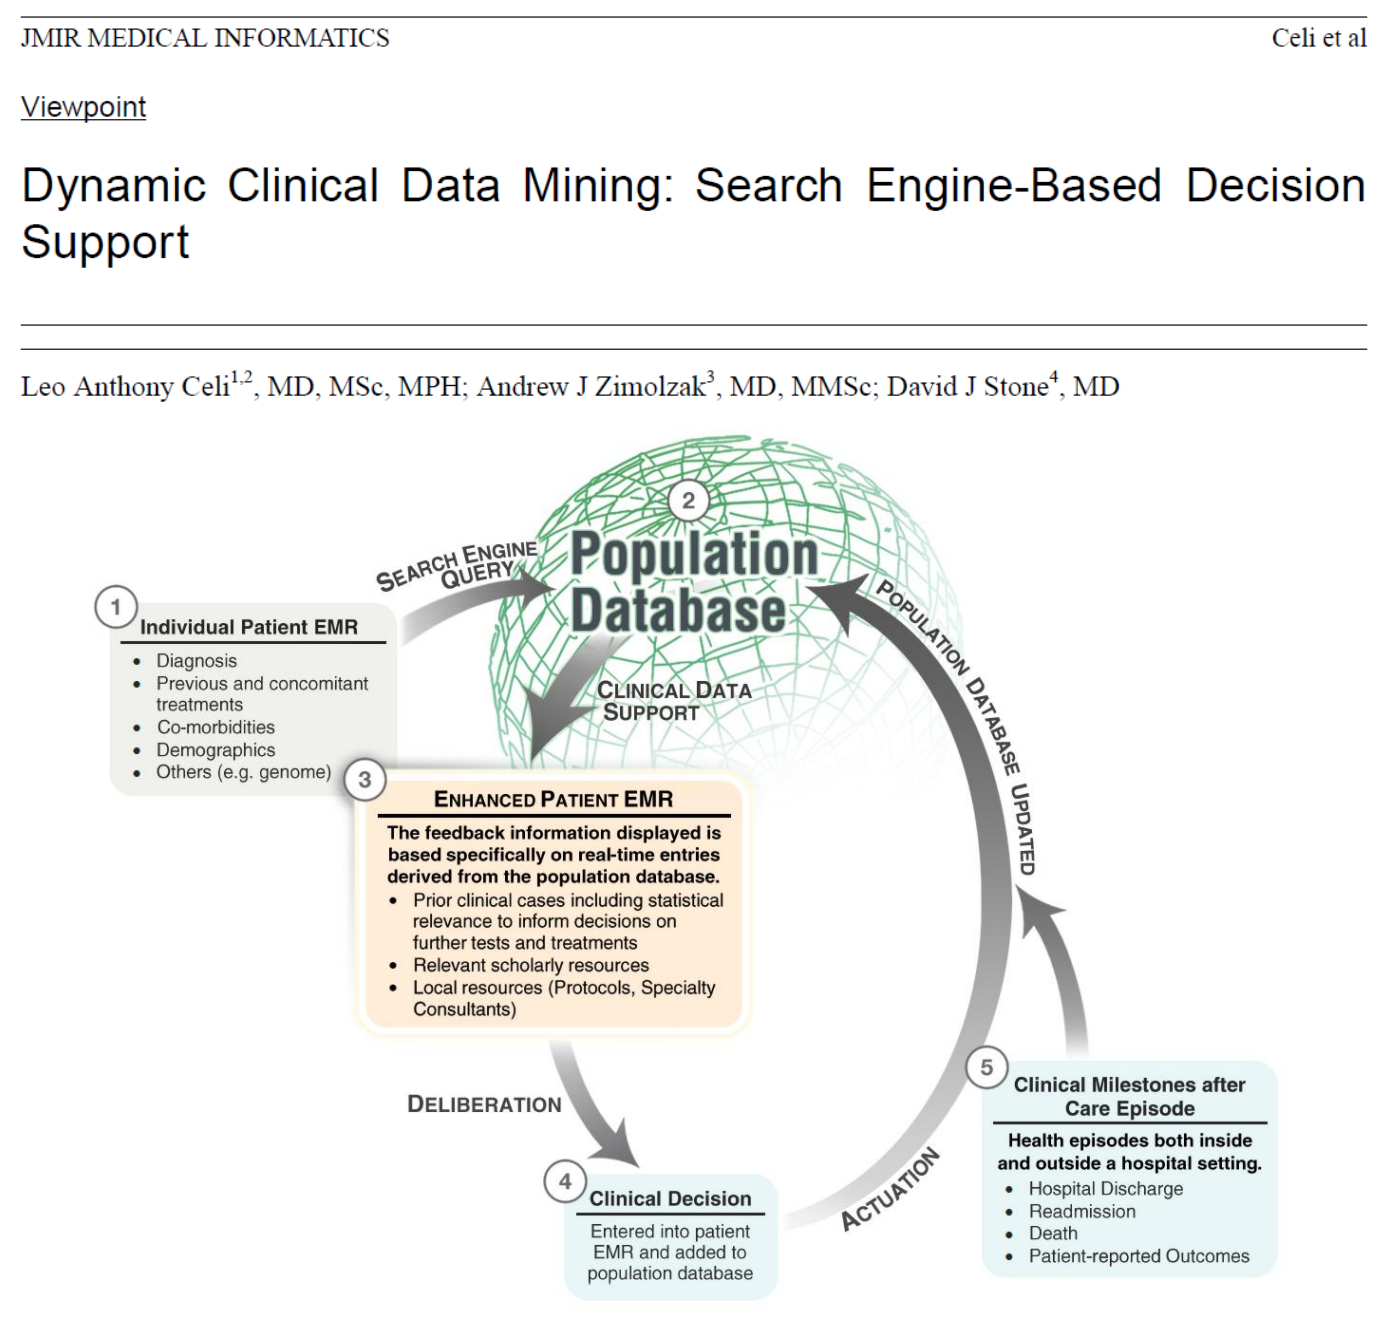 JMIR MEDICAL INFORMATICS
Celi et al
Viewpoint
Dynamic Clinical Data Mining: Search Engine-Based Decision
Support
Leo Anthony Celi1,2, MD, MSc, MPH; Andrew J Zimolzak3, MD, MMSc; David J Stone4, MD
2
Population
Database
SEARCH ENGINE
QUERY
1
Individual Patient EMR
• Diagnosis
• Previous and concomitant
treatments
• Co-morbidities
• Demographics
• Others (e.g. genome)
CLINICAL DATA
SUPPORT
POPULATION DATABASE UPDATED
3
ENHANCED PATIENT EMR
The feedback information displayed is
based specifically on real-time entries
derived from the population database.
• Prior clinical cases including statistical
relevance to inform decisions on
further tests and treatments
• Relevant scholarly resources
• Local resources (Protocols, Specialty
Consultants)
DELIBERATION
4
Clinical Decision
Entered into patient
EMR and added to
population database
ACTUATION
5
Clinical Milestones after
Care Episode
Health episodes both inside
and outside a hospital setting.
• Hospital Discharge
• Readmission
• Death
• Patient-reported Outcomes